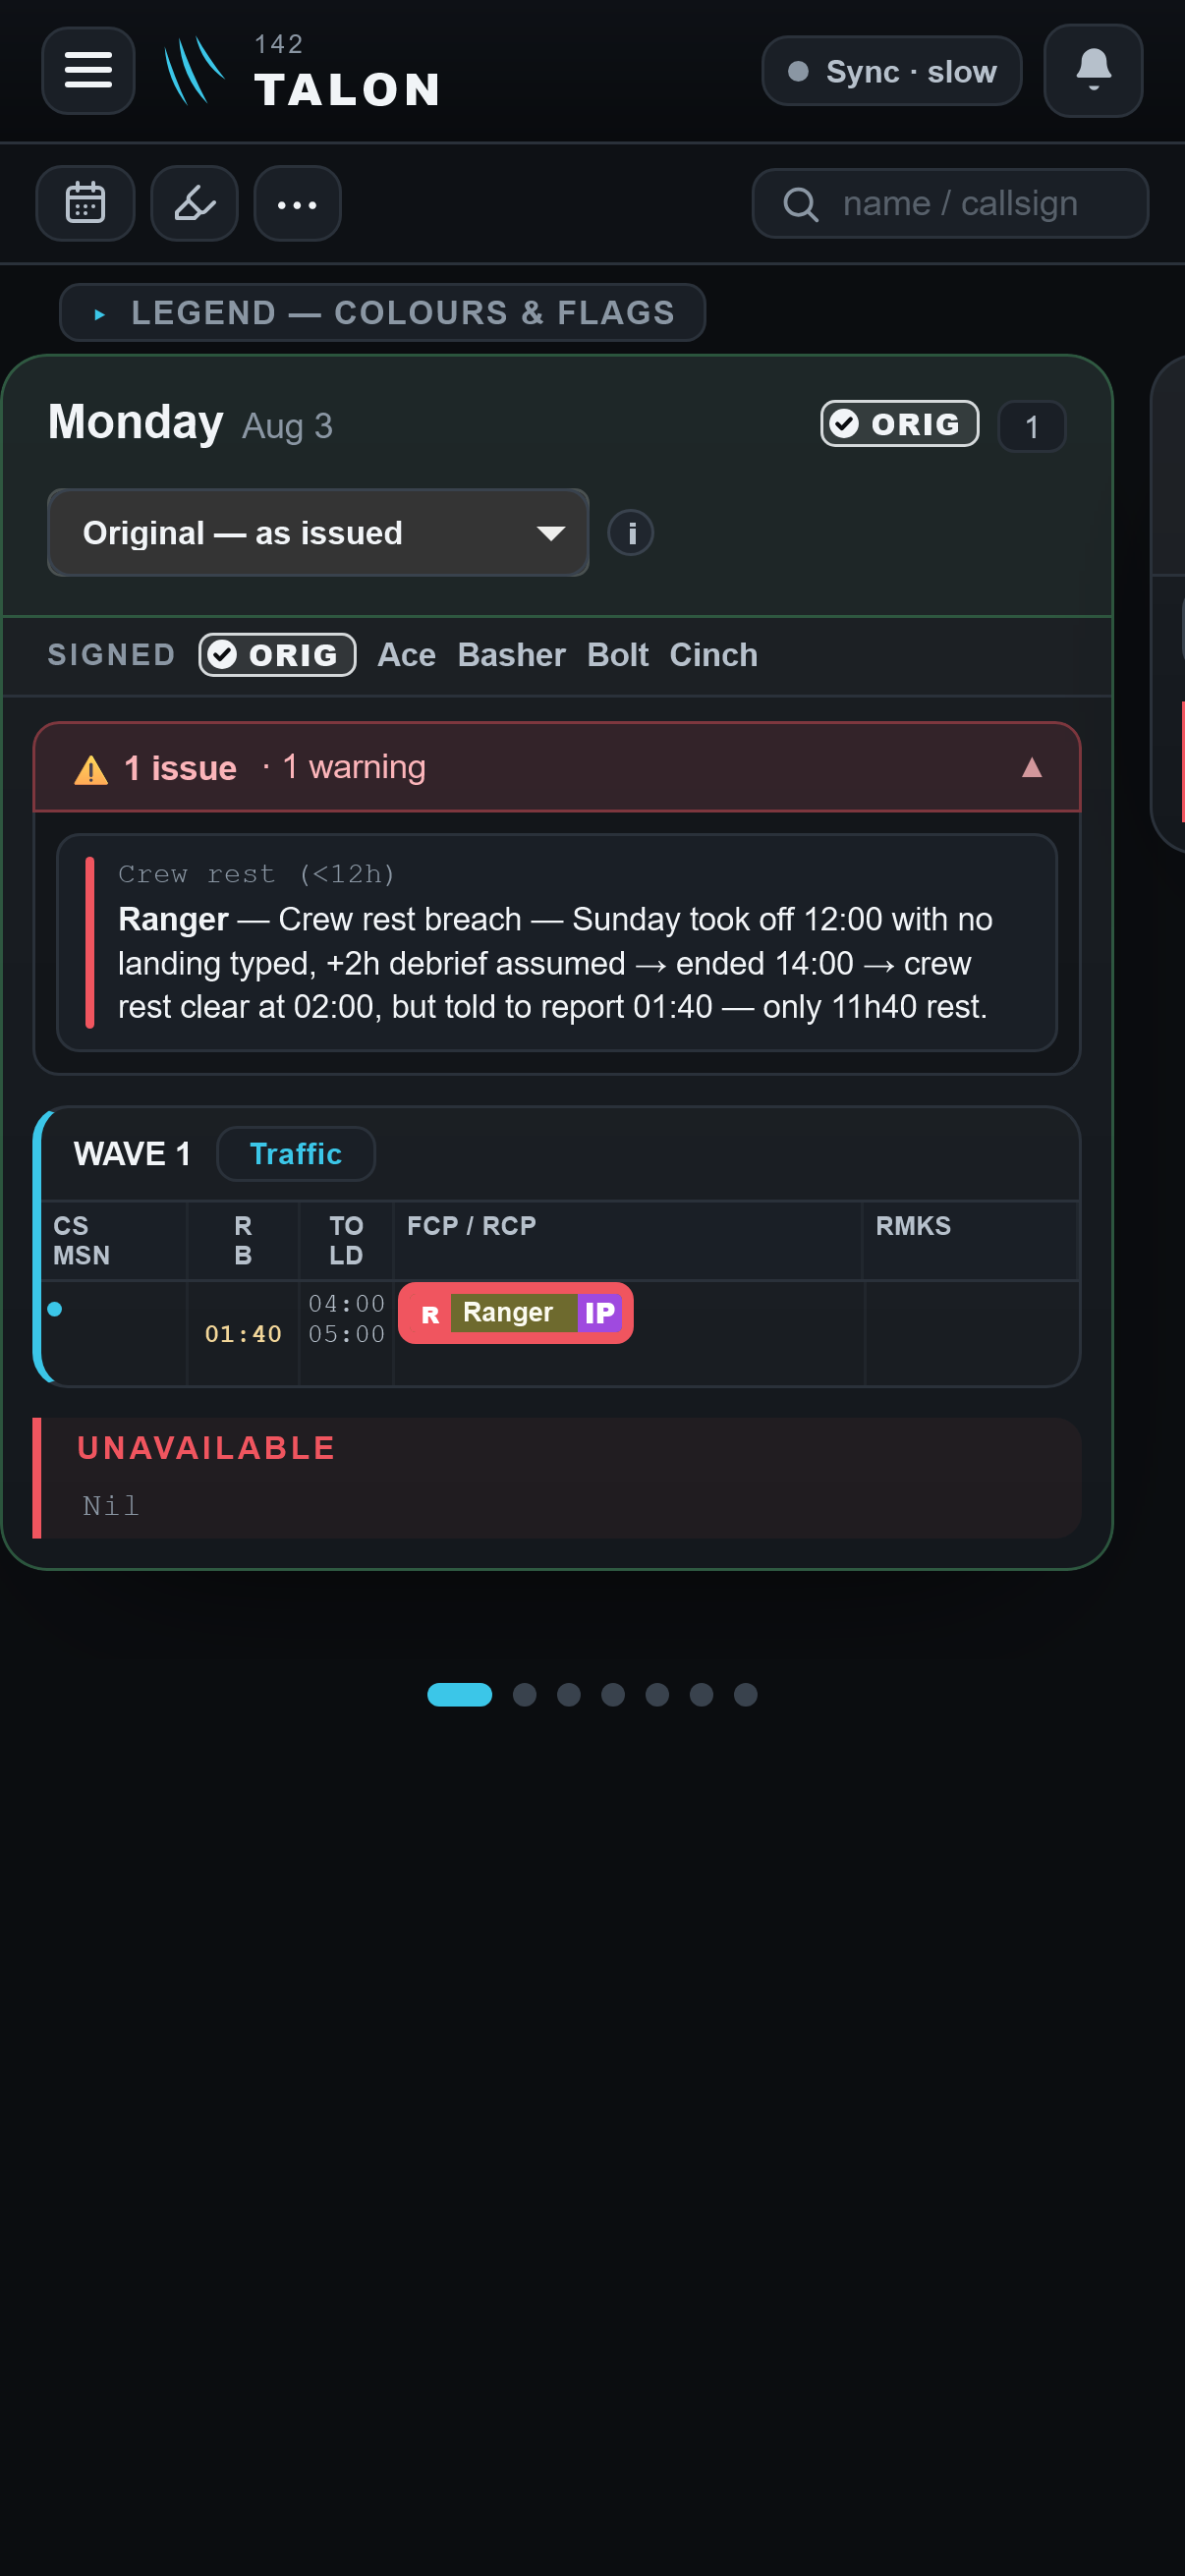 142
TALON
Sync · slow
name / callsign
▸ LEGEND — COLOURS & FLAGS
Monday Aug 3
ORIG 1
Original — as issued
i
SIGNED ORIG Ace Basher Bolt Cinch
1 issue · 1 warning
Crew rest (<12h)
Ranger — Crew rest breach — Sunday took off 12:00 with no
landing typed, +2h debrief assumed → ended 14:00 → crew
rest clear at 02:00, but told to report 01:40 — only 11h40 rest.
WAVE 1 Traffic
CS R TO FCP / RCP RMKS
MSN B LD
04:00 R Ranger IP
01:40 05:00
UNAVAILABLE
Nil